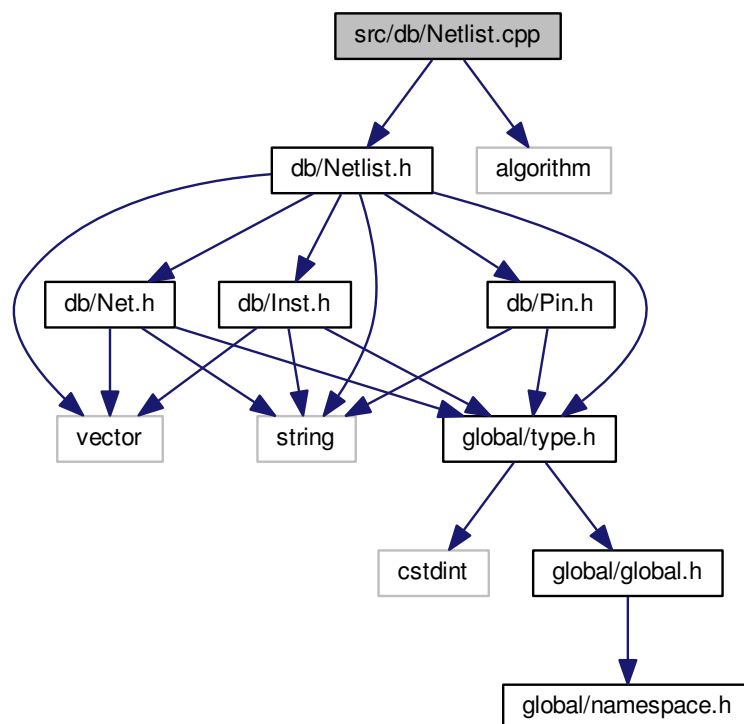 src/db/Netlist.cpp
db/Netlist.h
algorithm
db/Net.h
db/Inst.h
db/Pin.h
vector
string
global/type.h
cstdint
global/global.h
global/namespace.h